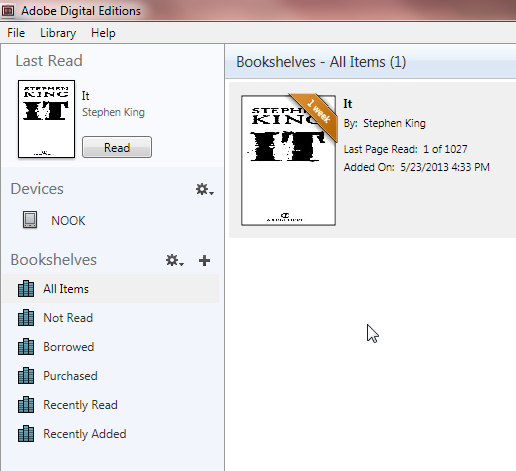 Adobe Digital Editions
File Library Help
Last Read
STEPHEN
KING
IT
It
Stephen King
Read
Devices
NOOK
Bookshelves
All Items
Not Read
Borrowed
Purchased
Recently Read
Recently Added
Bookshelves - All Items (1)
STEPHEN
KING
IT
1 week
It
By: Stephen King
Last Page Read: 1 of 1027
Added On: 5/23/2013 4:33 PM